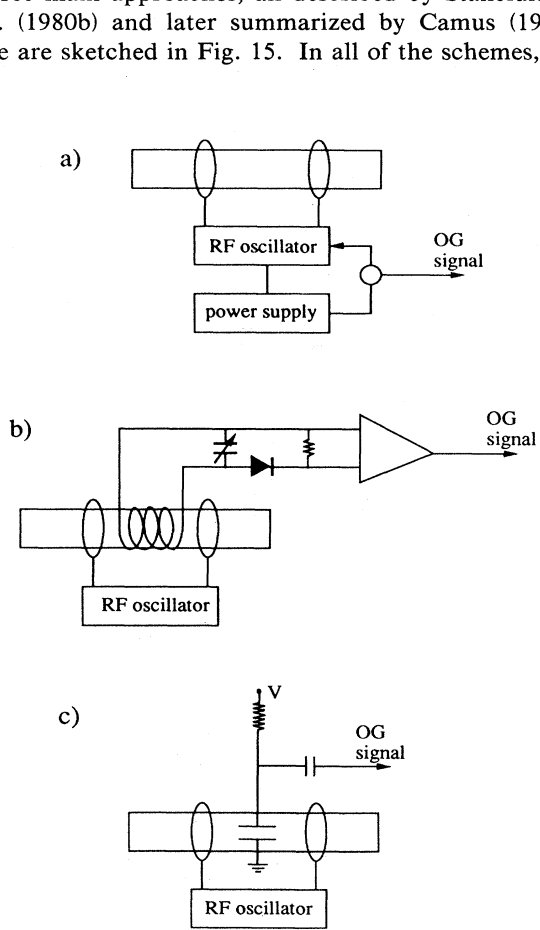 . (1980b) and later summarized by Camus (19
e are sketched in Fig. 15. In all of the schemes,
a)
RF oscillator
OG
signal
power supply
b)
OG
signal
RF oscillator
c)
V
OG
signal
RF oscillator